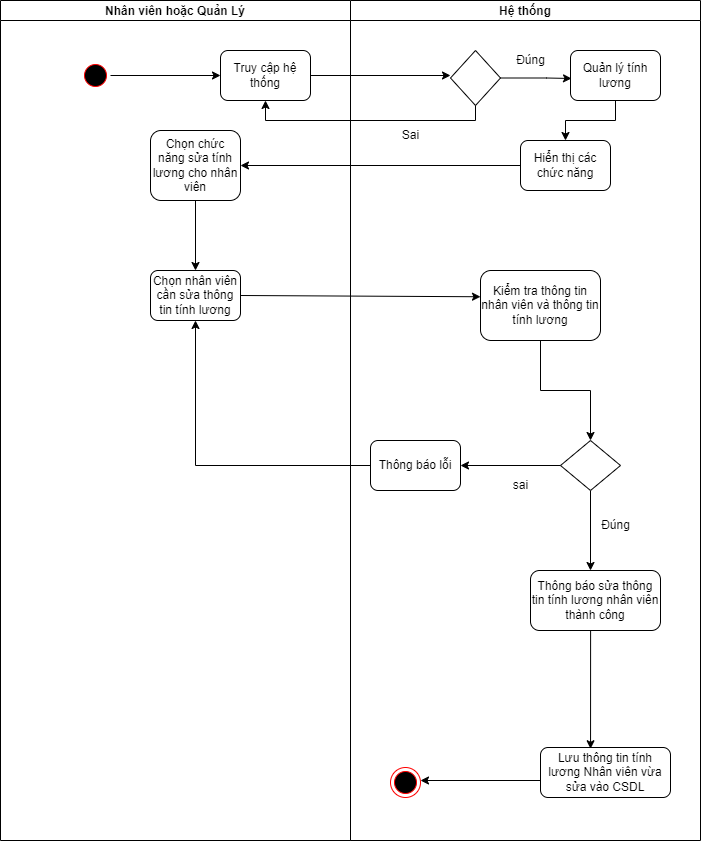 Nhân viên hoặc Quản Lý
Hệ thống
Truy cập hệ
thống
Đúng
Quản lý tính
lương
Sai
Chọn chức
năng sửa tính
lương cho nhân
viên
Hiển thị các
chức năng
Chọn nhân viên
cần sửa thông
tin tính lương
Kiểm tra thông tin
nhân viên và thông tin
tính lương
Thông báo lỗi
sai
Đúng
Thông báo sửa thông
tin tính lương nhân viên
thành công
Lưu thông tin tính
lương Nhân viên vừa
sửa vào CSDL